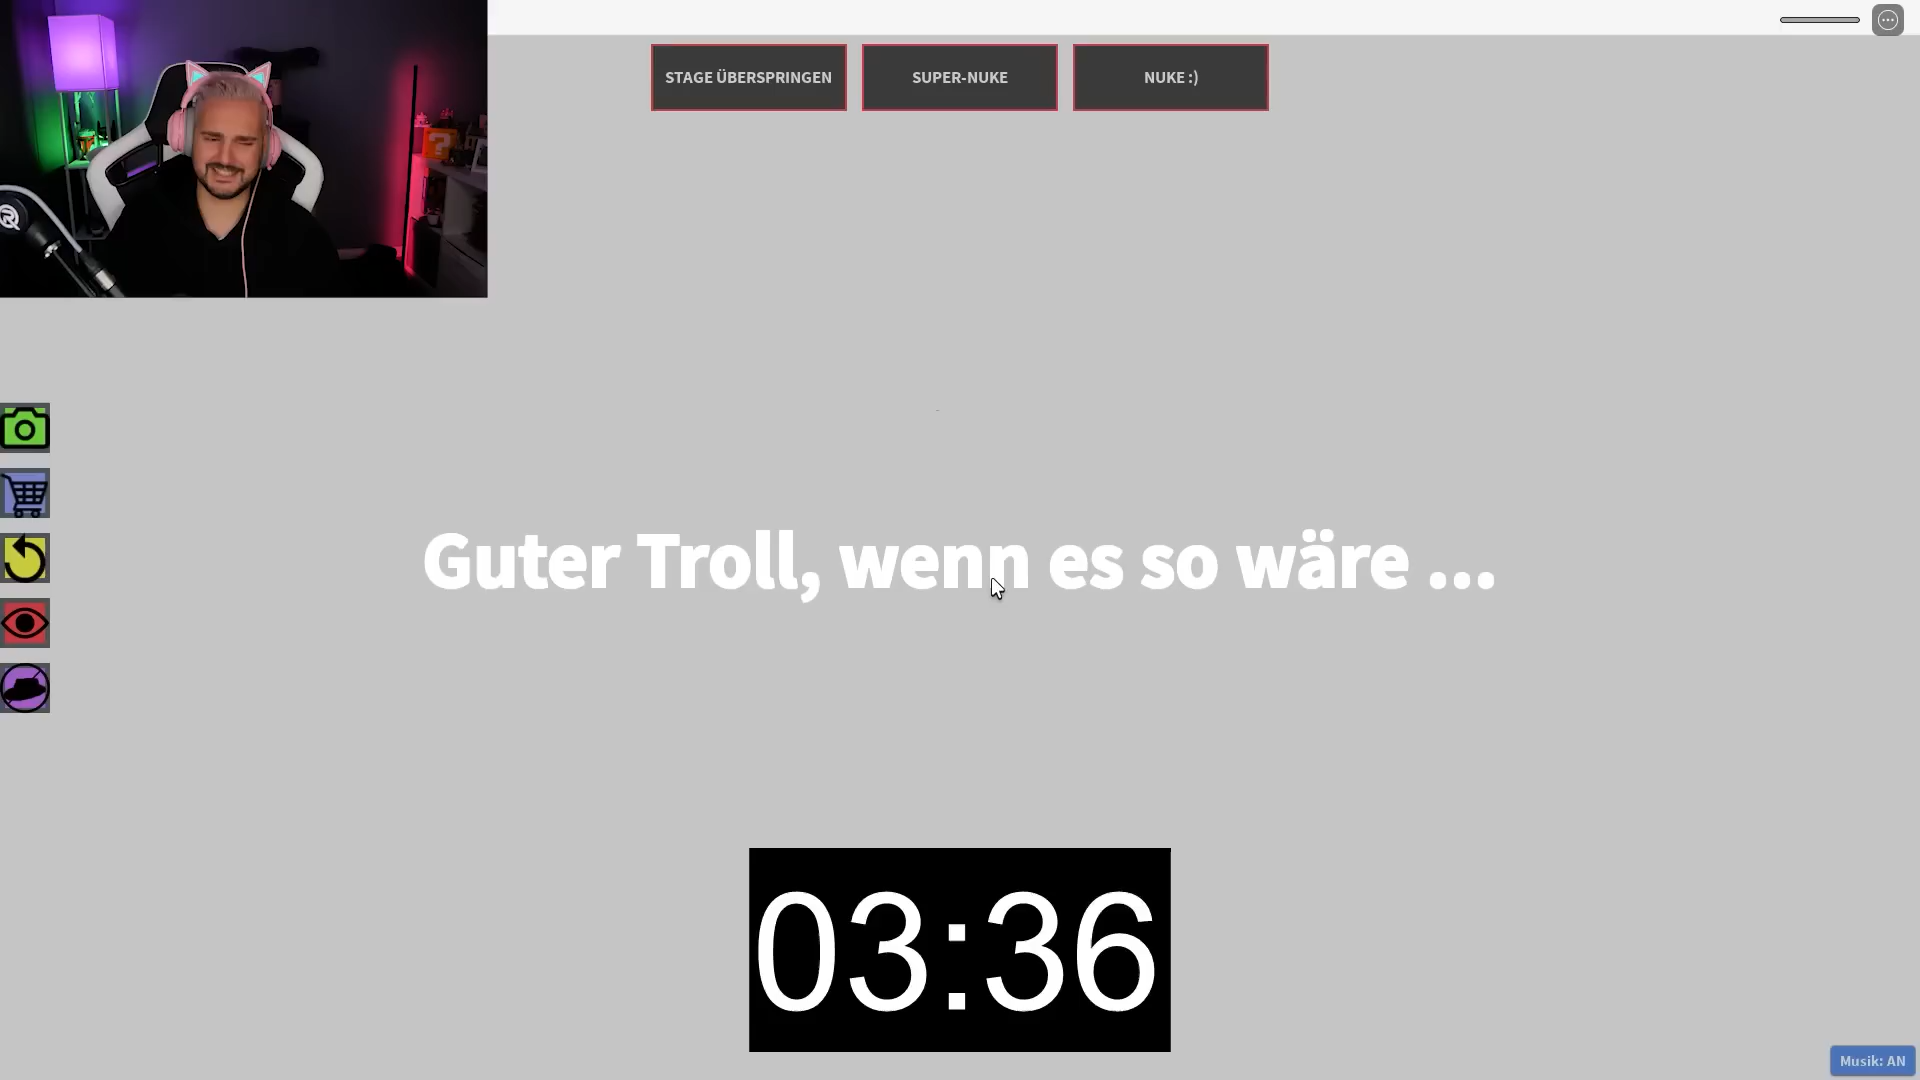 STAGE ÜBERSPRINGEN
SUPER-NUKE
NUKE :)
Guter Troll, wenn es so wäre ...
03:36
Musik: AN